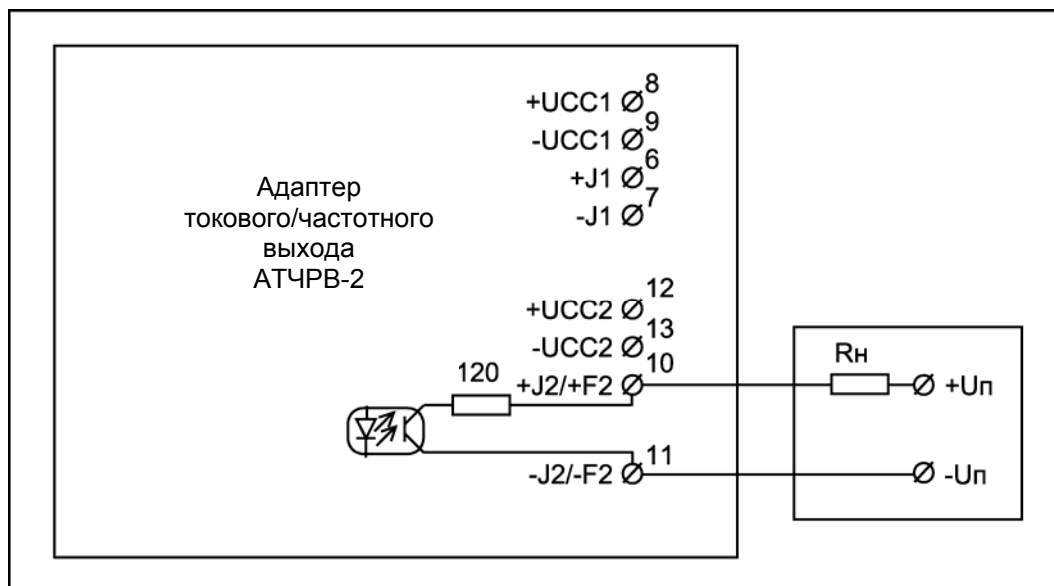 8
+UCC1
9
-UCC1
6
+J1
7
-J1
Адаптер
токового/частотного
выхода
АТЧРВ-2
12
+UCC2
13
-UCC2
10
120
+J2/+F2
Rн
+Uп
11
-J2/-F2
-Uп